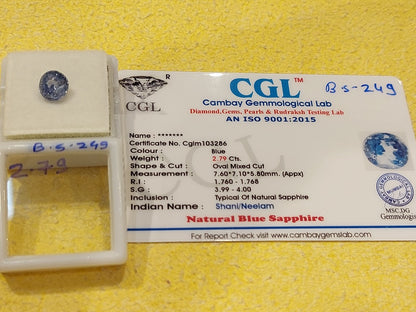 CGL™
B.S-249
R
CGL
Cambay Gemmological Lab
Diamond, Gems, Pearls & Rudraksh Testing Lab
AN ISO 9001:2015
Name : *******
Certificate No. Cglm103286
Colour : Blue
Weight : 2.79 Cts.
Shape & Cut : Oval Mixed Cut
Measurement : 7.60*7.10*5.80mm. (Appx)
R.I : 1.760 - 1.768
S.G : 3.99 - 4.00
Inclusion : Typical Of Natural Sapphire
Indian Name : Shani/Neelam
Natural Blue Sapphire
For Report Check visit www.cambaygemslab.com
MSC,DG
Gemmologist
B.S-249
2.79